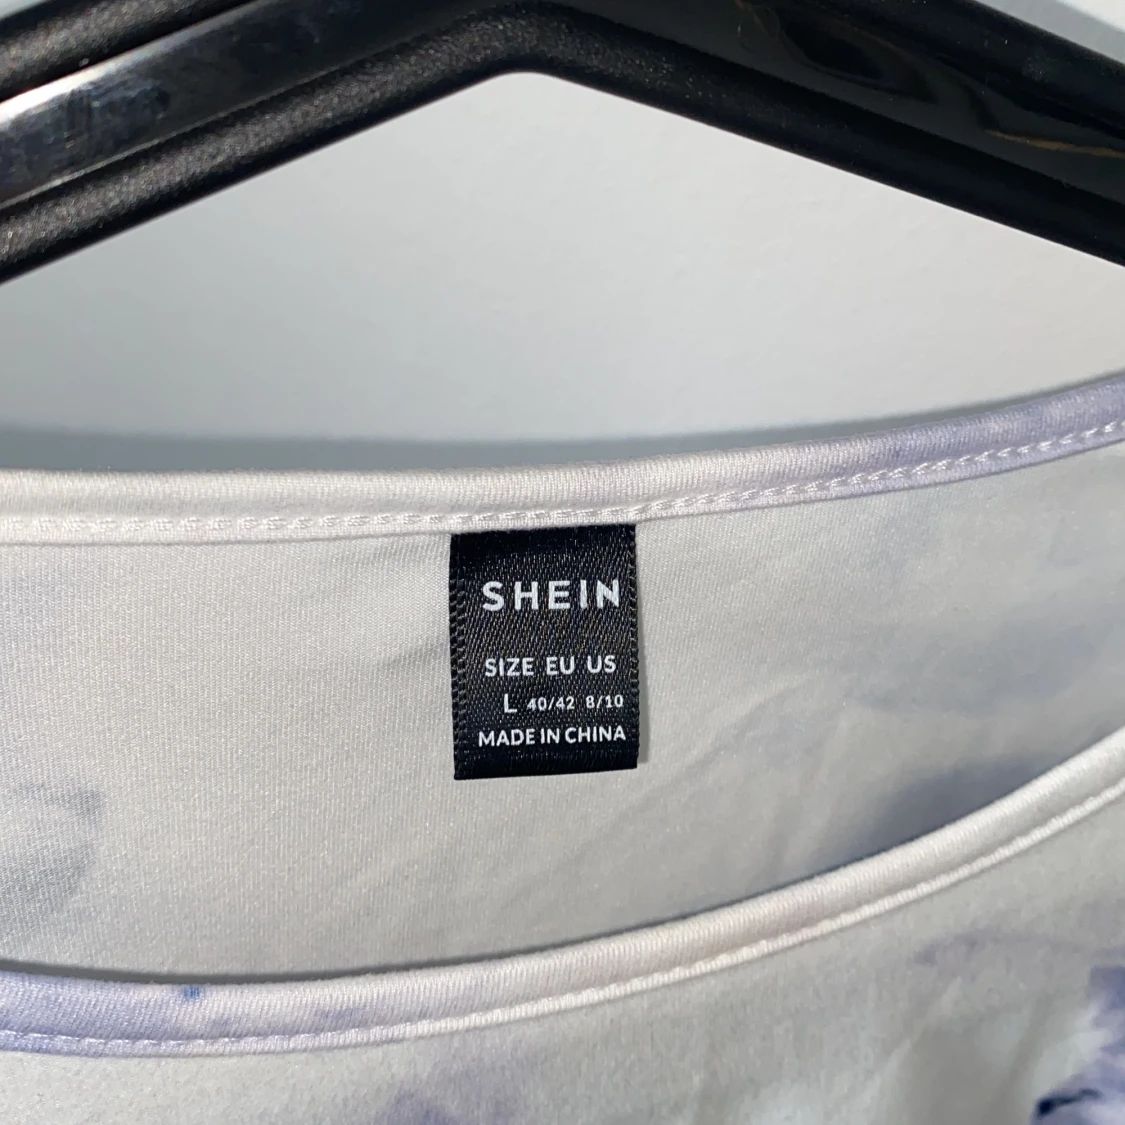 SHEIN
SIZE EU US
L 40/42 8/10
MADE IN CHINA